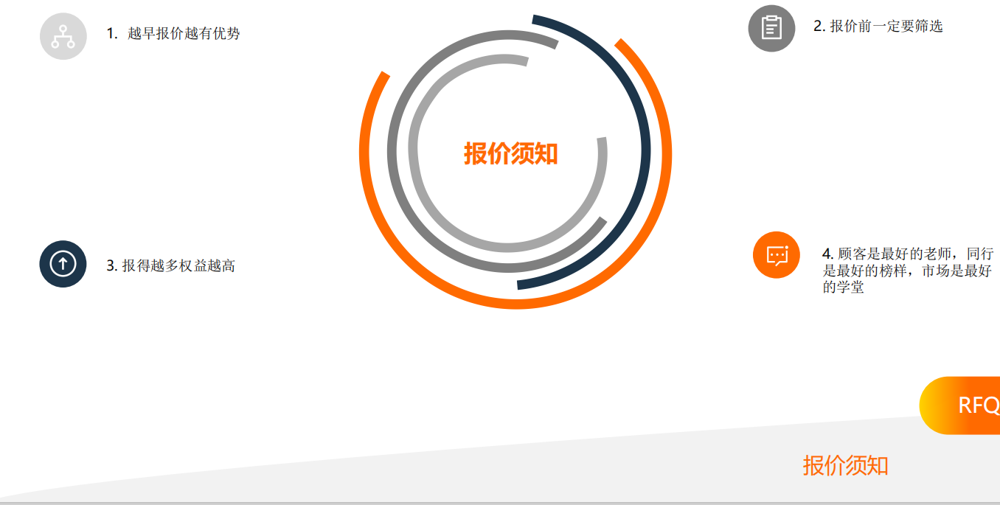 1. 越早报价越有优势
2. 报价前一定要筛选
报价须知
3. 报得越多权益越高
4. 顾客是最好的老师，同行
是最好的榜样，市场是最好
的学堂
RFQ
报价须知